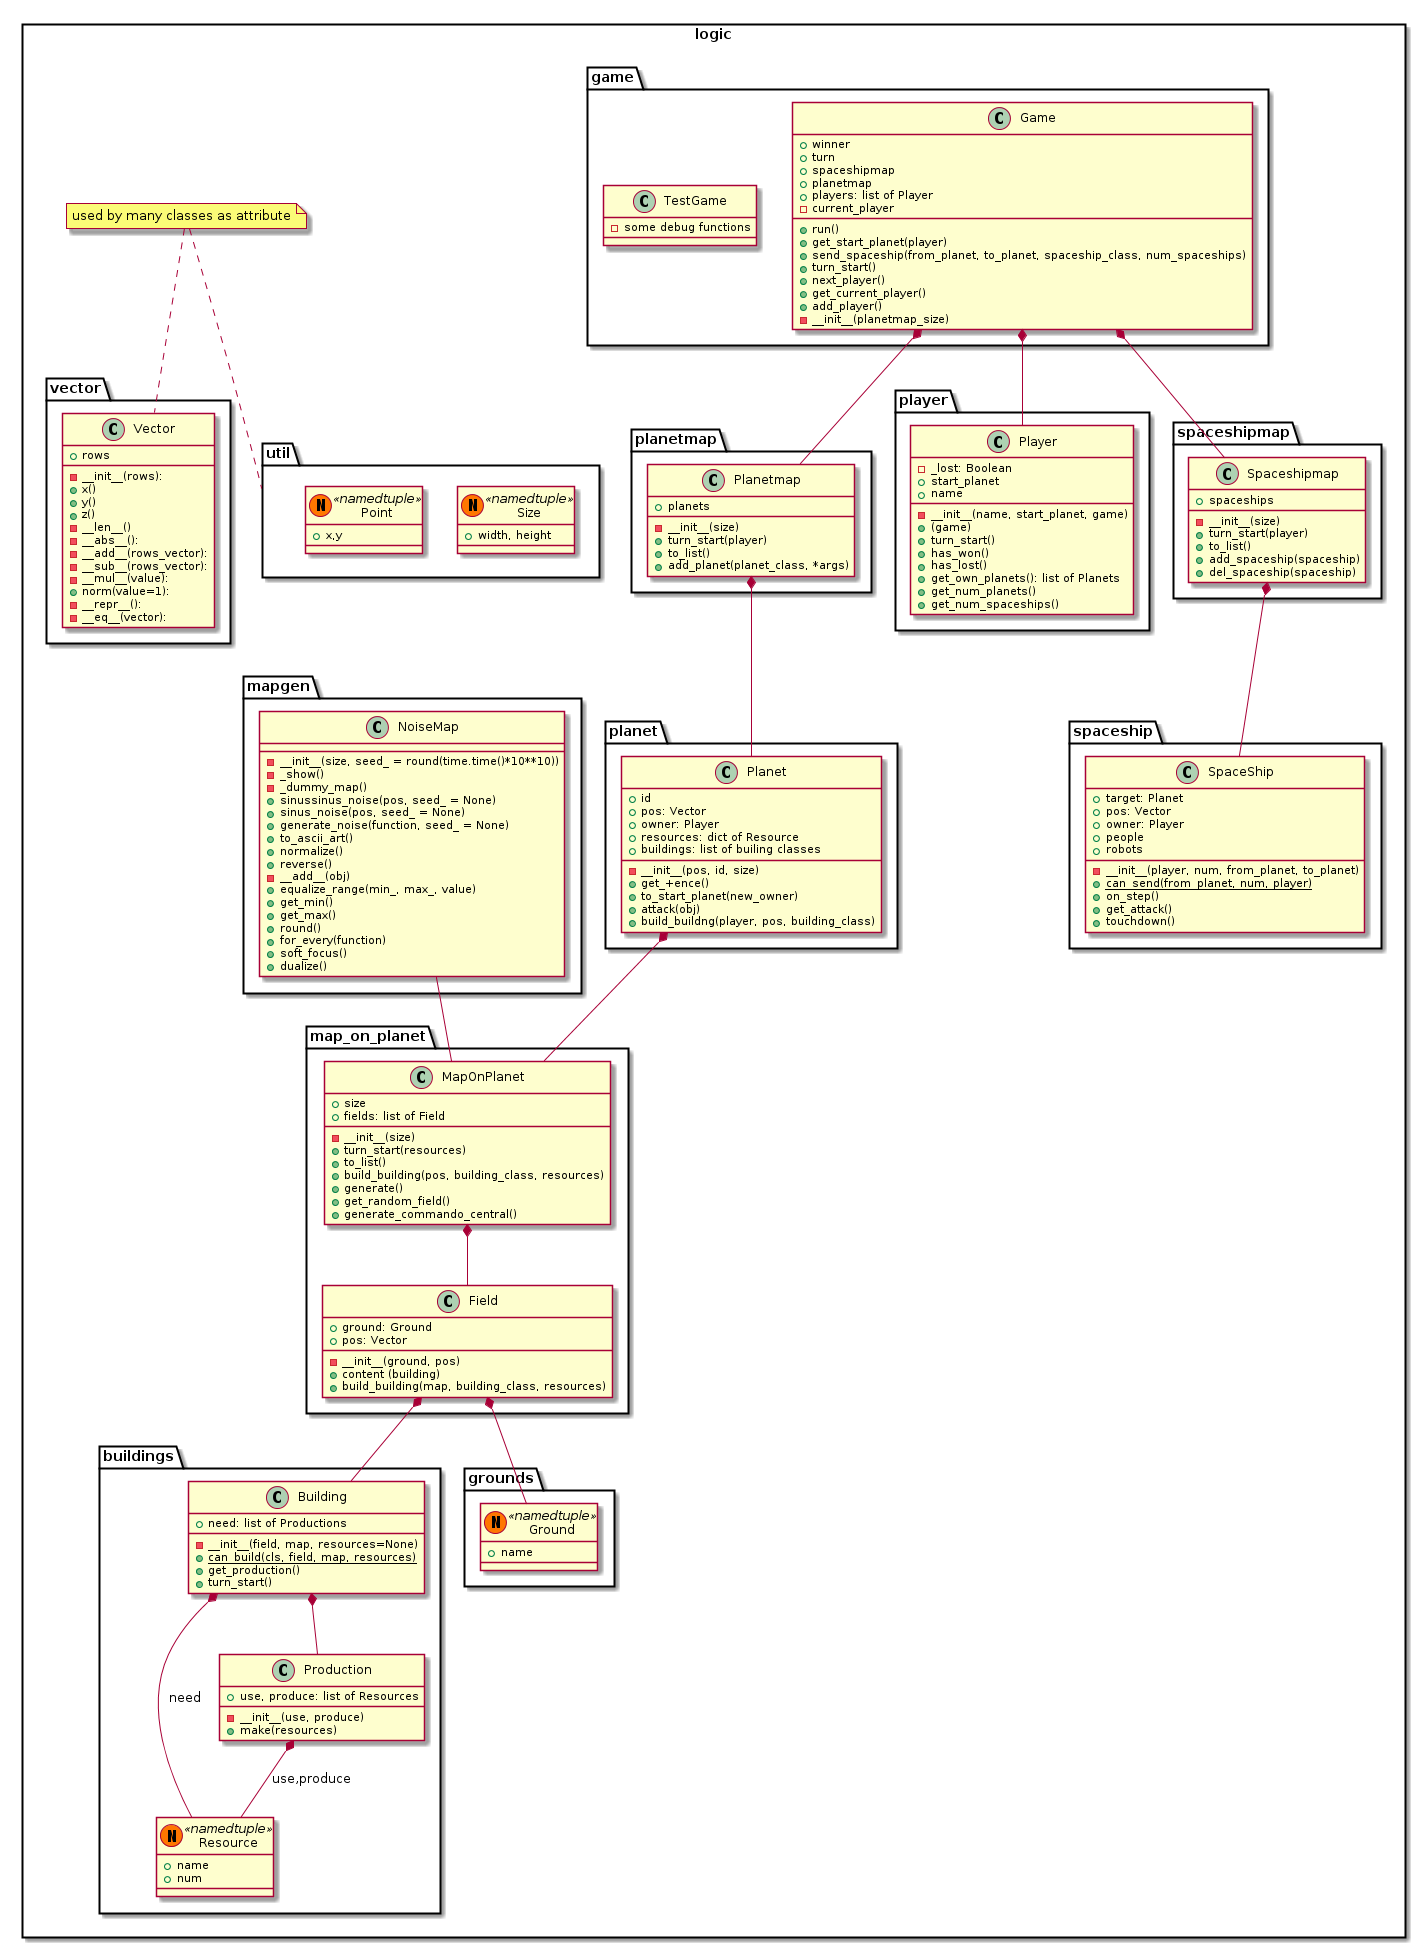 logic
game
Game
winner
turn
spaceshipmap
planetmap
players: list of Player
current_player
run()
get_start_planet(player)
send_spaceship(from_planet, to_planet, spaceship_class, num_spaceships)
turn_start()
next_player()
get_current_player()
add_player()
__init__(planetmap_size)
TestGame
some debug functions
used by many classes as attribute
vector
Vector
rows
__init__(rows):
x()
y()
z()
__len__()
__abs__():
__add__(rows_vector):
__sub__(rows_vector):
__mul__(value):
norm(value=1):
__repr__():
__eq__(vector):
util
N «namedtuple»
Point
x,y
N «namedtuple»
Size
width, height
planetmap
Planetmap
planets
__init__(size)
turn_start(player)
to_list()
add_planet(planet_class, *args)
player
Player
_lost: Boolean
start_planet
name
__init__(name, start_planet, game)
(game)
turn_start()
has_won()
has_lost()
get_own_planets(): list of Planets
get_num_planets()
get_num_spaceships()
spaceshipmap
Spaceshipmap
spaceships
__init__(size)
turn_start(player)
to_list()
add_spaceship(spaceship)
del_spaceship(spaceship)
mapgen
NoiseMap
__init__(size, seed_ = round(time.time()*10**10))
_show()
_dummy_map()
sinussinus_noise(pos, seed_ = None)
sinus_noise(pos, seed_ = None)
generate_noise(function, seed_ = None)
to_ascii_art()
normalize()
reverse()
__add__(obj)
equalize_range(min_, max_, value)
get_min()
get_max()
round()
for_every(function)
soft_focus()
dualize()
planet
Planet
id
pos: Vector
owner: Player
resources: dict of Resource
buildings: list of builing classes
__init__(pos, id, size)
get_+ence()
to_start_planet(new_owner)
attack(obj)
build_buildng(player, pos, building_class)
spaceship
SpaceShip
target: Planet
pos: Vector
owner: Player
people
robots
__init__(player, num, from_planet, to_planet)
can_send(from_planet, num, player)
on_step()
get_attack()
touchdown()
map_on_planet
MapOnPlanet
size
fields: list of Field
__init__(size)
turn_start(resources)
to_list()
build_building(pos, building_class, resources)
generate()
get_random_field()
generate_commando_central()
Field
ground: Ground
pos: Vector
__init__(ground, pos)
content (building)
build_building(map, building_class, resources)
buildings
Building
need: list of Productions
__init__(field, map, resources=None)
can_build(cls, field, map, resources)
get_production()
turn_start()
grounds
N «namedtuple»
Ground
name
need
Production
use, produce: list of Resources
__init__(use, produce)
make(resources)
use,produce
N «namedtuple»
Resource
name
num